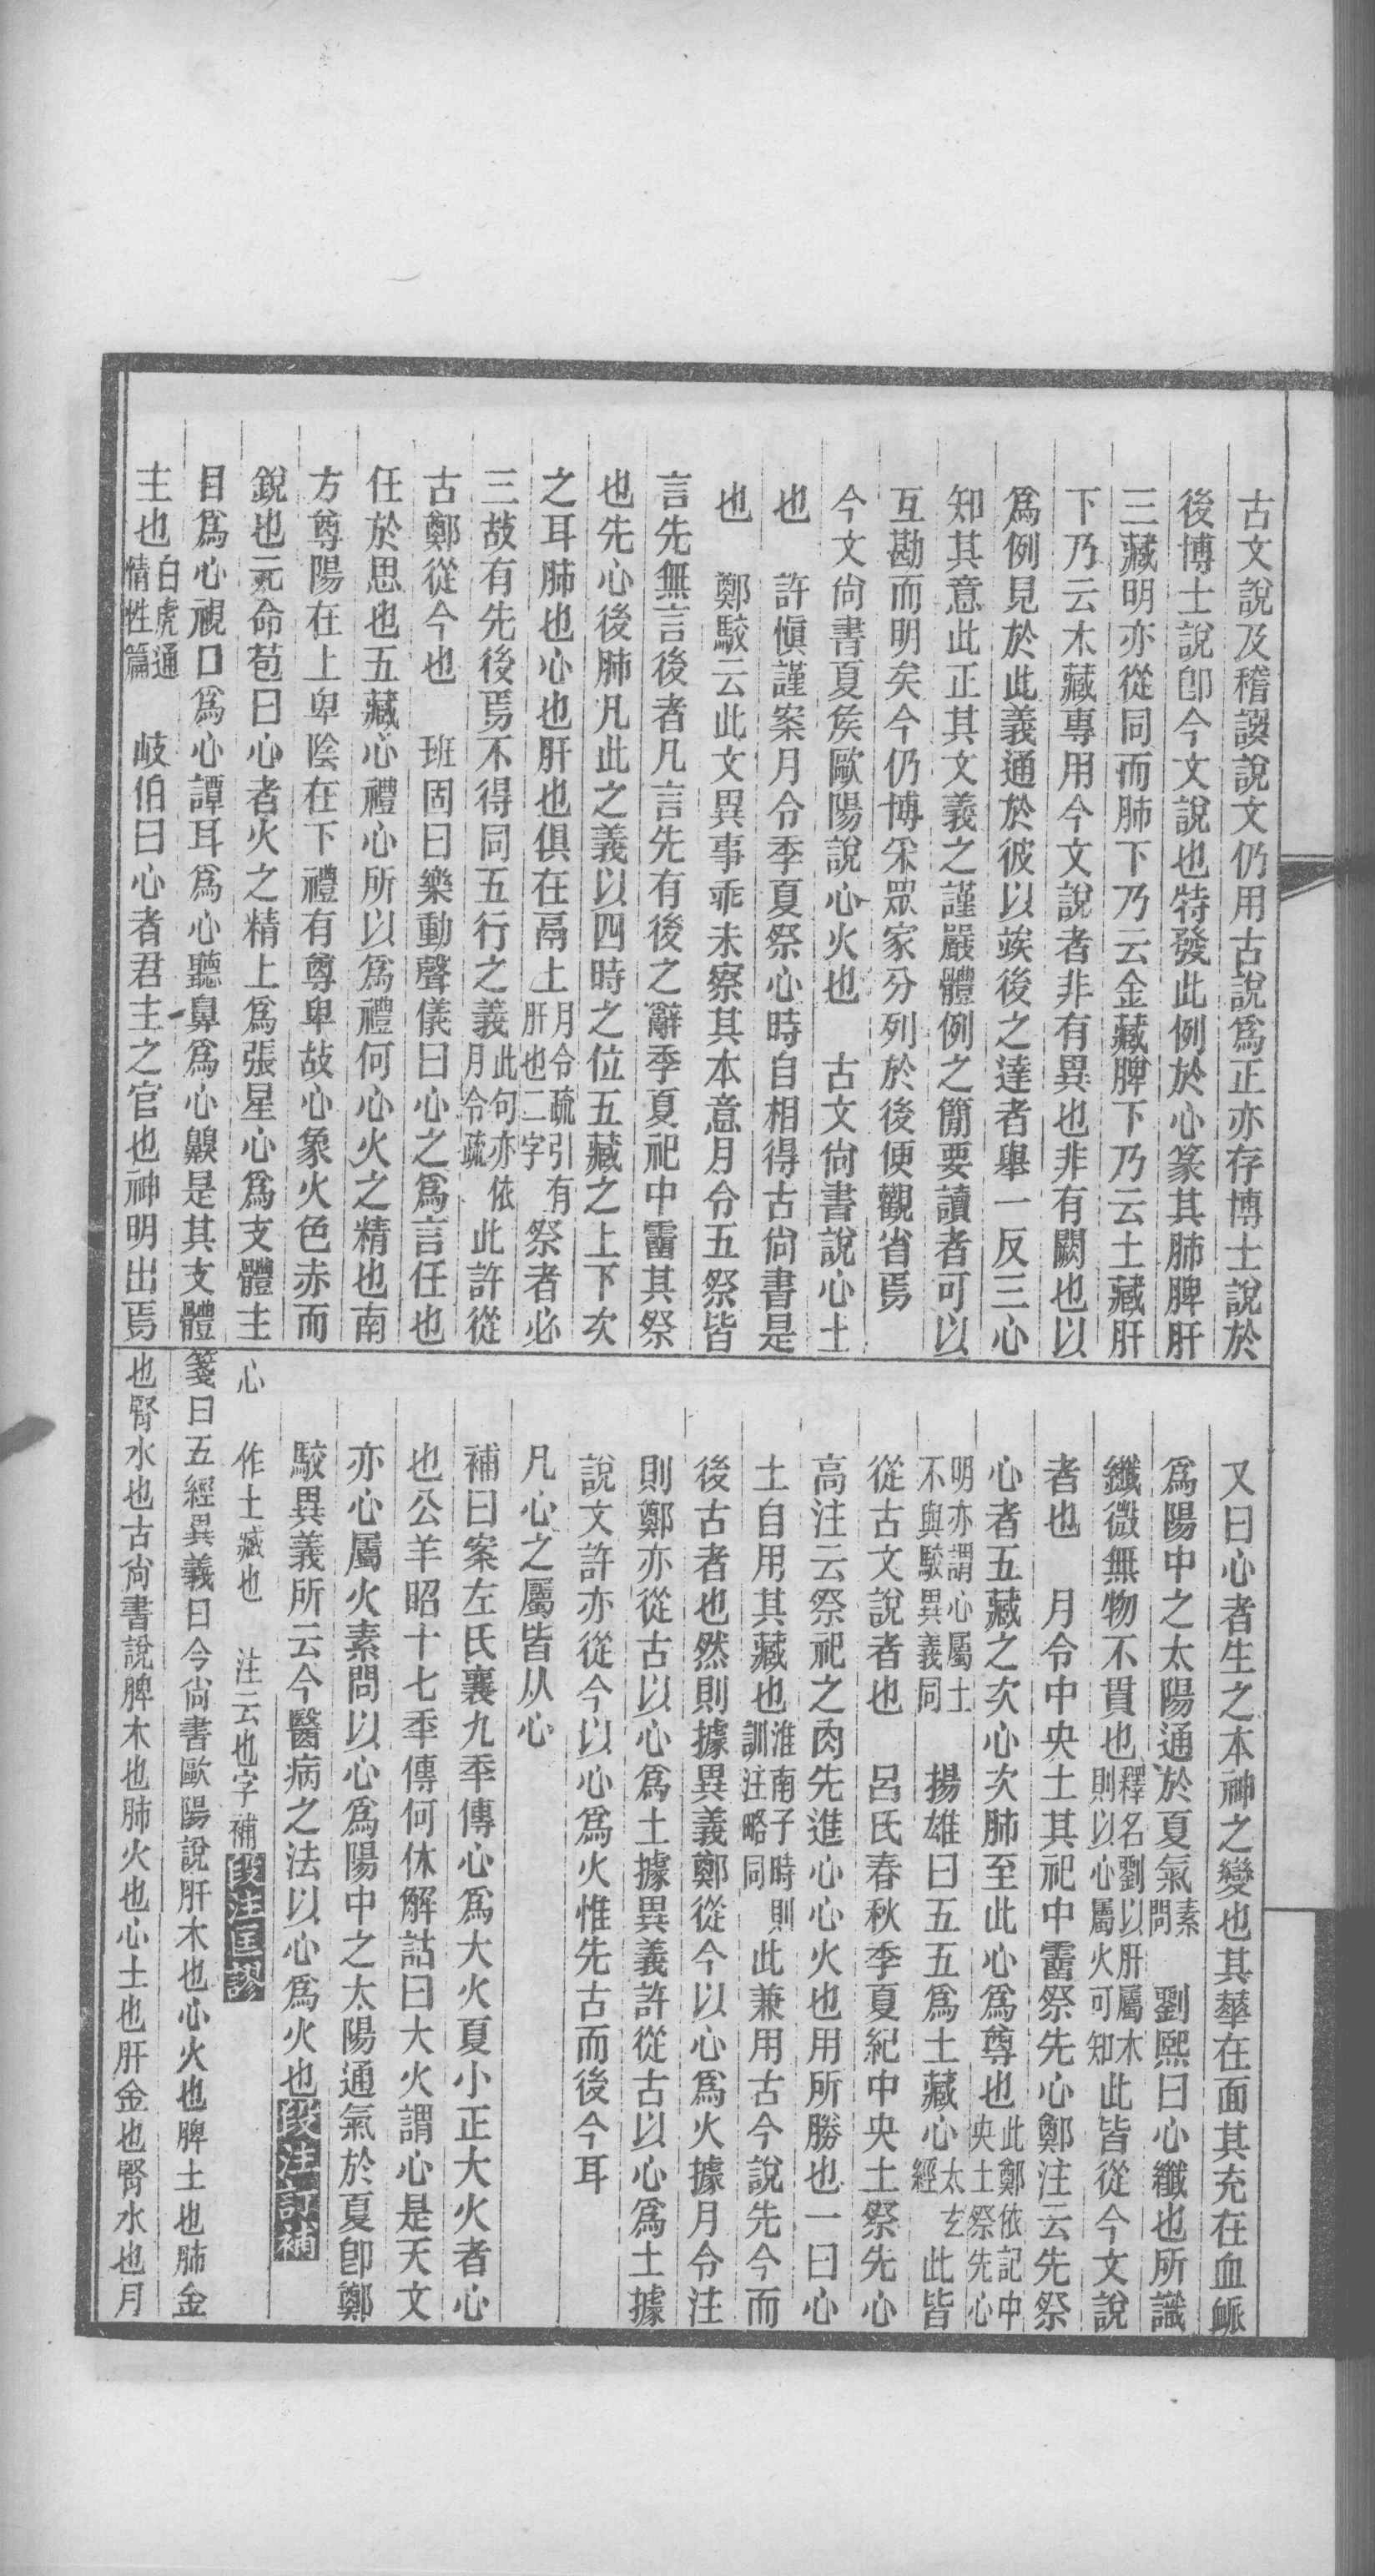 古文說及稽譔說文仍用古說爲正亦存博士說於
後博士說卽今文說也特發此例於心篆其肺脾肝
三藏明亦從同而肺下乃云金藏脾下乃云土藏肝
下乃云木藏專用今文說者非有異也非有闕也以
爲例見於此義通於彼以竢後之達者舉一反三心
知其意此正其文義之謹嚴體例之簡要讀者可以
互勘而明矣今仍博采眾家分列於後便觀省焉
今文尙書夏矦歐陽說心火也　古文尙書說心土
也　許愼謹案月令季夏祭心時自相得古尙書是
也　鄭駮云此文異事乖未察其本意月令五祭皆
言先無言後者凡言先有後之辭季夏祀中霤其祭
也先心後肺凡此之義以四時之位五藏之上下次
之耳肺也心也肝也俱在鬲上月令疏引有肝也二字祭者必
三故有先後焉不得同五行之義此句亦依月令疏此許從
古鄭從今也　班固曰樂動聲儀曰心之爲言任也
任於思也五藏心禮心所以爲禮何心火之精也南
方尊陽在上卑陰在下禮有尊卑故心象火色赤而
銳也元命苞曰心者火之精上爲張星心爲支體主
目爲心視口爲心譚耳爲心聽鼻爲心齅是其支體
主也白虎通情性篇　歧伯曰心者君主之官也神明出焉
又曰心者生之本神之變也其華在面其充在血脈
爲陽中之太陽通於夏氣素問　劉熙曰心纖也所識
纖微無物不貫也釋名劉以肝屬木則以心屬火可知此皆從今文說
者也　月令中央土其祀中霤祭先心鄭注云先祭
心者五藏之次心次肺至此心爲尊也此鄭依記中央土祭先心
明亦謂心屬土不與駮異義同　揚雄曰五五爲土藏心太玄經此皆
從古文說者也　呂氏春秋季夏紀中央土祭先心
高注云祭祀之肉先進心心火也用所勝也一曰心
土自用其藏也淮南子時則訓注略同此兼用古今說先今而
後古者也然則據異義鄭從今以心爲火據月令注
則鄭亦從古以心爲土據異義許從古以心爲土據
說文許亦從今以心爲火惟先古而後今耳
凡心之屬皆从心
補曰案左氏襄九秊傳心爲大火夏小正大火者心
也公羊昭十七秊傳何休解詁曰大火謂心是天文
亦心屬火素問以心爲陽中之太陽通氣於夏卽鄭
駮異義所云今醫病之法以心爲火也段注訂補
心　作土臧也　注云也字補段注匡謬
箋曰五經異義曰今尙書歐陽說肝木也心火也脾土也肺金
也腎水也古尙書說脾木也肺火也心土也肝金也腎水也月